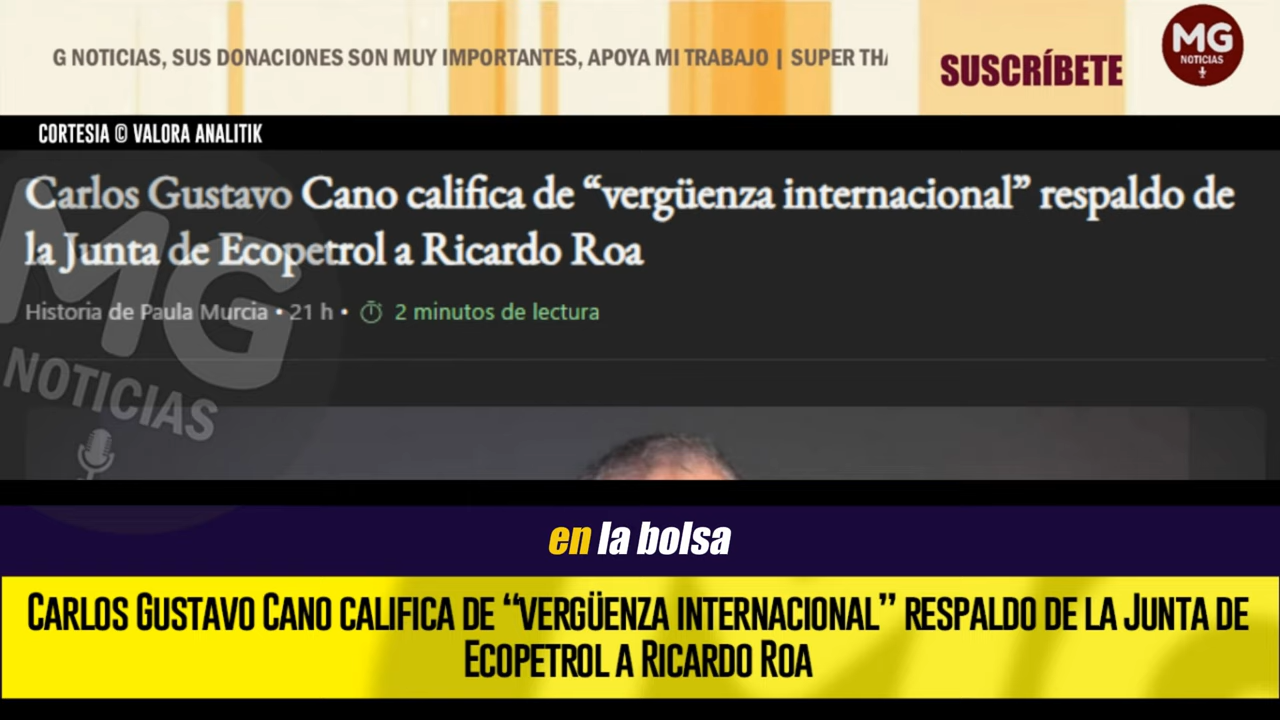 G NOTICIAS, SUS DONACIONES SON MUY IMPORTANTES, APOYA MI TRABAJO | SUPER
SUSCRÍBETE
MG
NOTICIAS
CORTESIA © VALORA ANALITIK
Carlos Gustavo Cano califica de “vergüenza internacional” respaldo de
la Junta de Ecopetrol a Ricardo Roa
Historia de Paula Murcia • 21 h • 2 minutos de lectura
MG
NOTICIAS
en la bolsa
CARLOS GUSTAVO CANO CALIFICA DE “VERGÜENZA INTERNACIONAL” RESPALDO DE LA JUNTA DE
ECOPETROL A RICARDO ROA